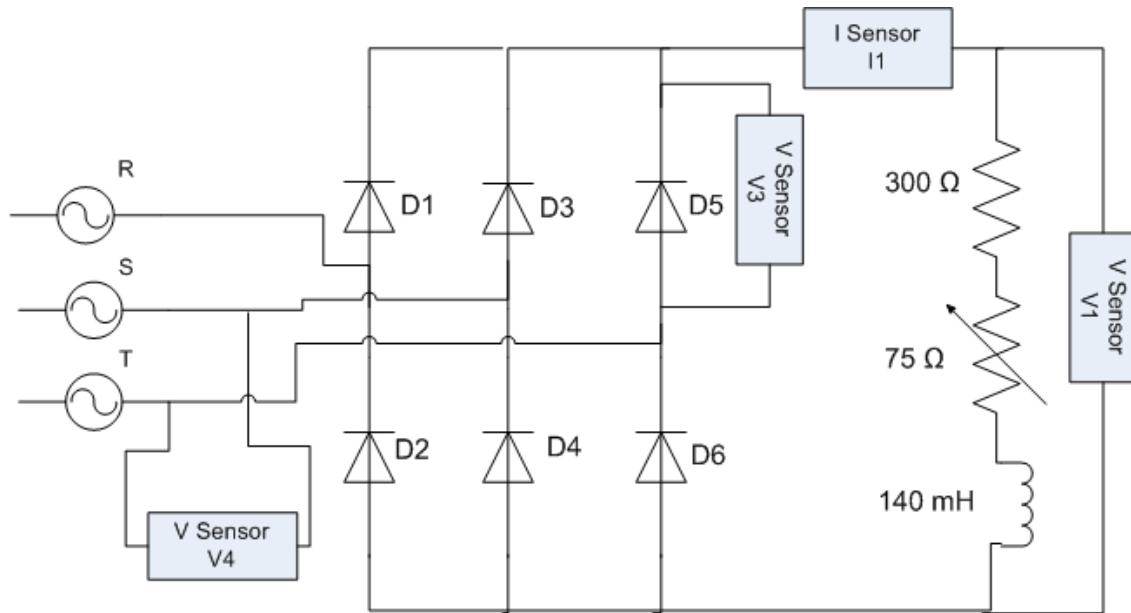 I Sensor
I1
R
D1
D3
D5
V Sensor
V3
300 Ω
S
V Sensor
V1
T
75 Ω
D2
D4
D6
140 mH
V Sensor
V4